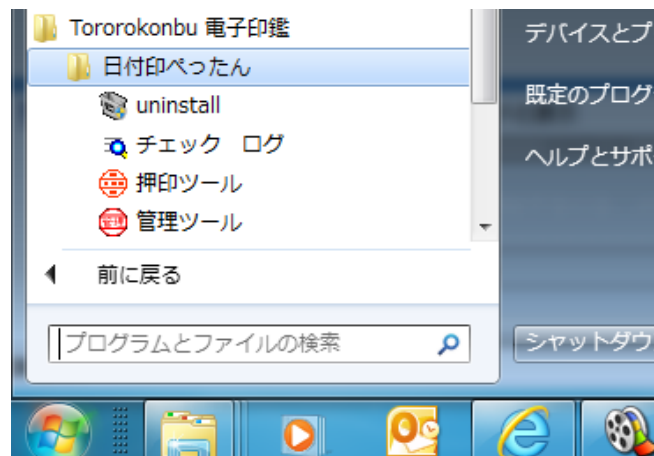 Tororokonbu 電子印鑑
日付印ぺったん
uninstall
チェック　ログ
押印ツール
管理ツール
前に戻る
プログラムとファイルの検索
デバイスとプ
既定のプログ
ヘルプとサポ
シャットダウ